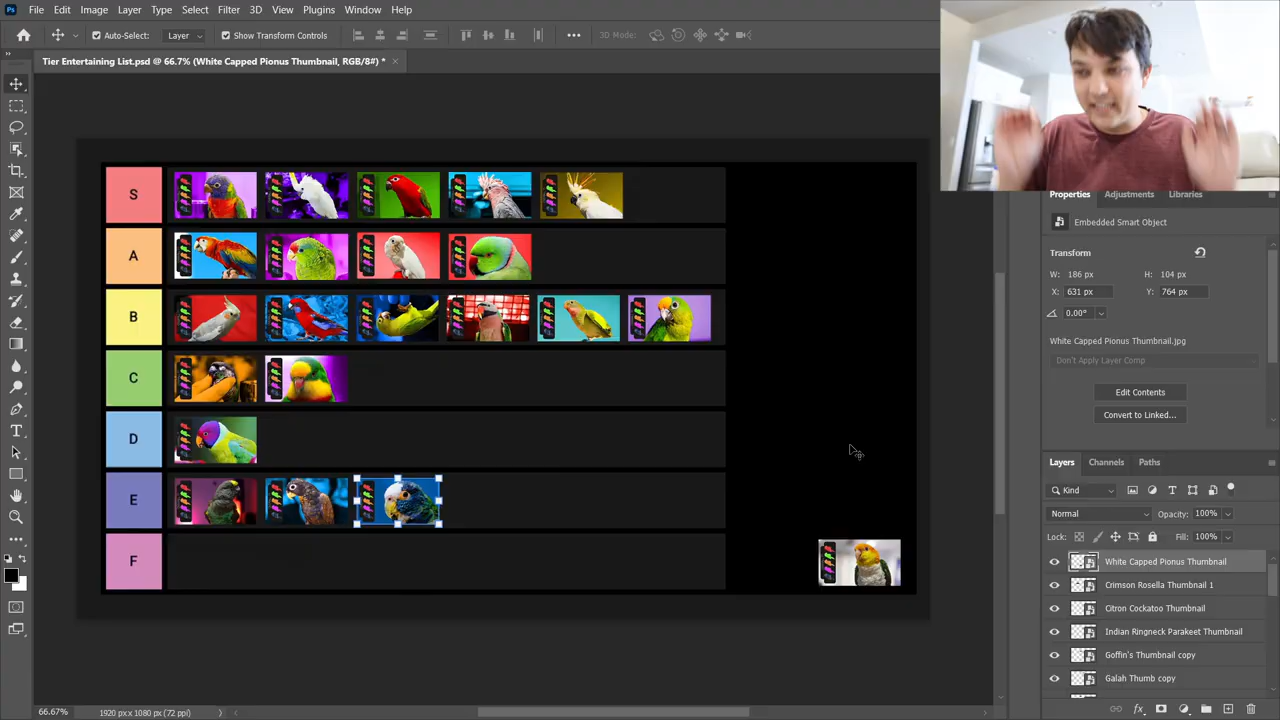 Ps File Edit Image Layer Type Select Filter 3D View Plugins Window Help
Auto-Select: Layer Show Transform Controls 3D Mode:
Tier Entertaining List.psd @ 66.7% (White Capped Pionus Thumbnail, RGB/8#) *
Properties Adjustments Libraries
Embedded Smart Object
Transform
W: 186 px H: 104 px
X: 631 px Y: 764 px
0.00°
White Capped Pionus Thumbnail.jpg
Don't Apply Layer Comp
Edit Contents
Convert to Linked...
S
A
B
C
D
E
F
Layers Channels Paths
Kind
Normal Opacity: 100%
Lock: Fill: 100%
White Capped Pionus Thumbnail
Crimson Rosella Thumbnail 1
Citron Cockatoo Thumbnail
Indian Ringneck Parakeet Thumbnail
Goffin's Thumbnail copy
Galah Thumb copy
66.67% 1920 px x 1080 px (72 ppi)